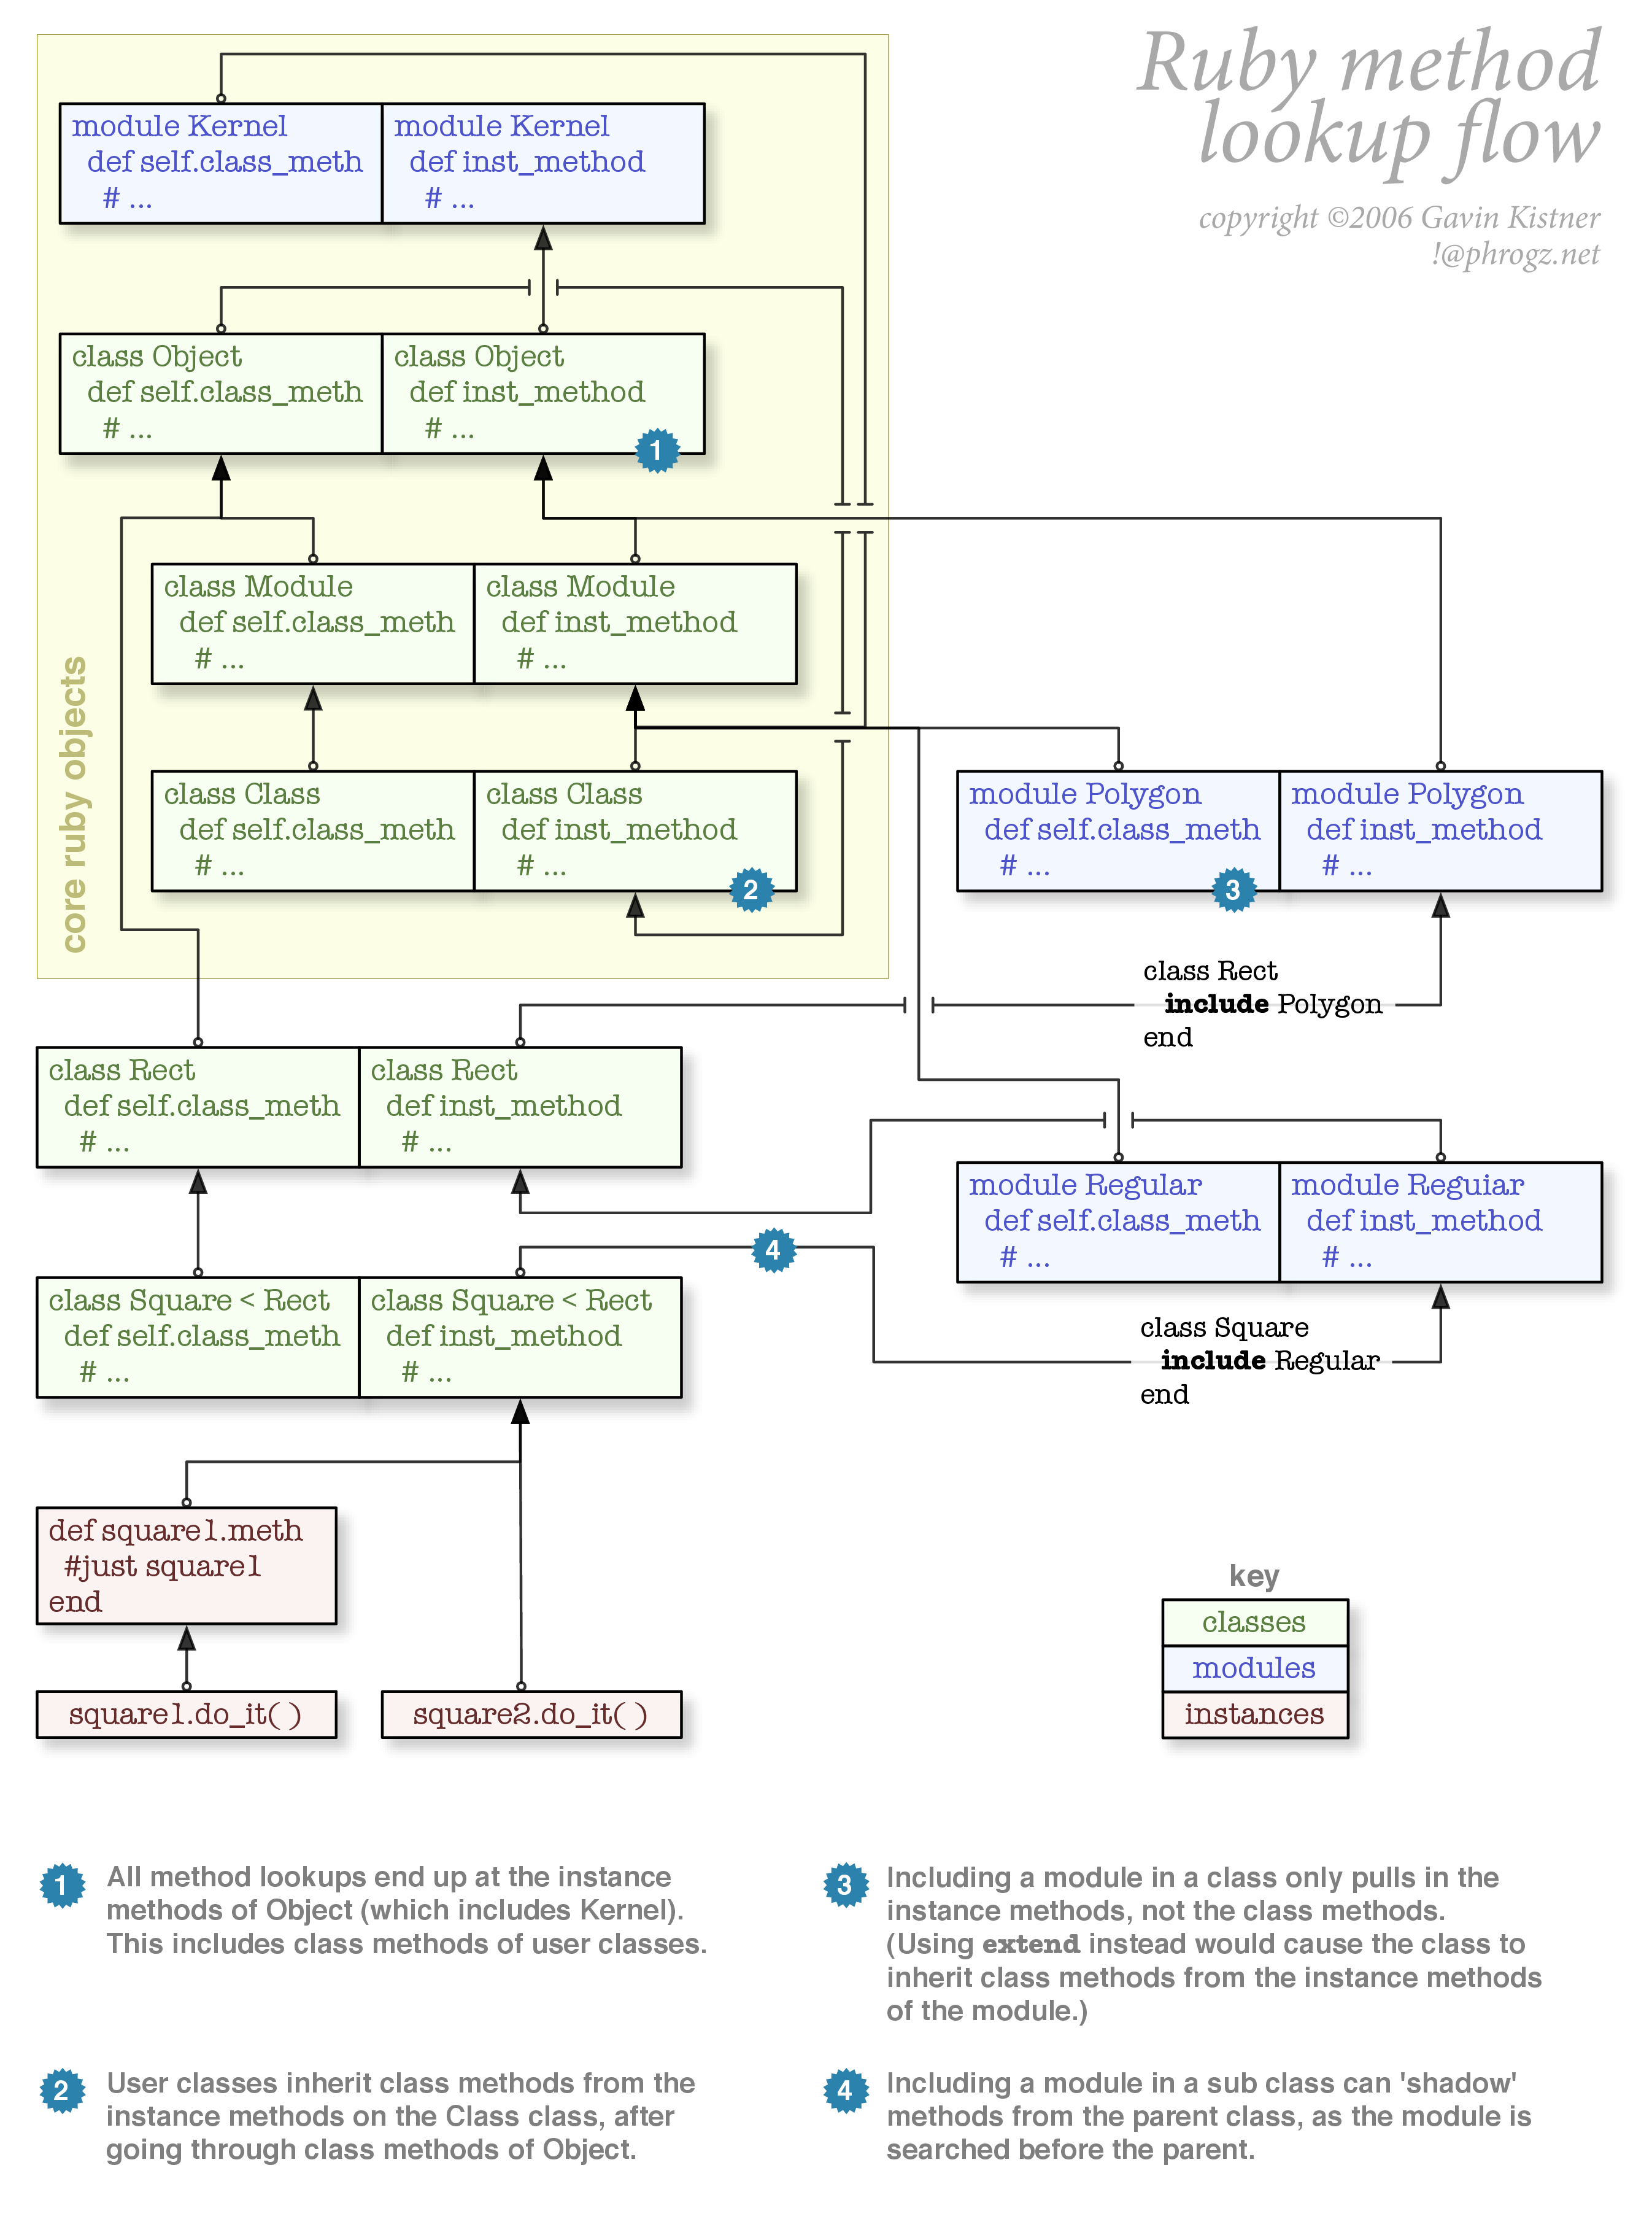 Ruby method
lookup flow
copyright ©2006 Gavin Kistner
!@phrogz.net
core ruby objects
module Kernel
def self.class_meth
# ...
module Kernel
def inst_method
# ...
class Object
def self.class_meth
# ...
class Object
def inst_method
# ...
1
class Module
def self.class_meth
# ...
class Module
def inst_method
# ...
class Class
def self.class_meth
# ...
class Class
def inst_method
# ...
2
module Polygon
def self.class_meth
# ...
3
module Polygon
def inst_method
# ...
class Rect
include Polygon
end
class Rect
def self.class_meth
# ...
class Rect
def inst_method
# ...
module Regular
def self.class_meth
# ...
module Reguiar
def inst_method
# ...
4
class Square < Rect
def self.class_meth
# ...
class Square < Rect
def inst_method
# ...
class Square
include Regular
end
def square1.meth
#just square1
end
square1.do_it( )
square2.do_it( )
key
classes
modules
instances
1
All method lookups end up at the instance
methods of Object (which includes Kernel).
This includes class methods of user classes.
2
User classes inherit class methods from the
instance methods on the Class class, after
going through class methods of Object.
3
Including a module in a class only pulls in the
instance methods, not the class methods.
(Using extend instead would cause the class to
inherit class methods from the instance methods
of the module.)
4
Including a module in a sub class can 'shadow'
methods from the parent class, as the module is
searched before the parent.